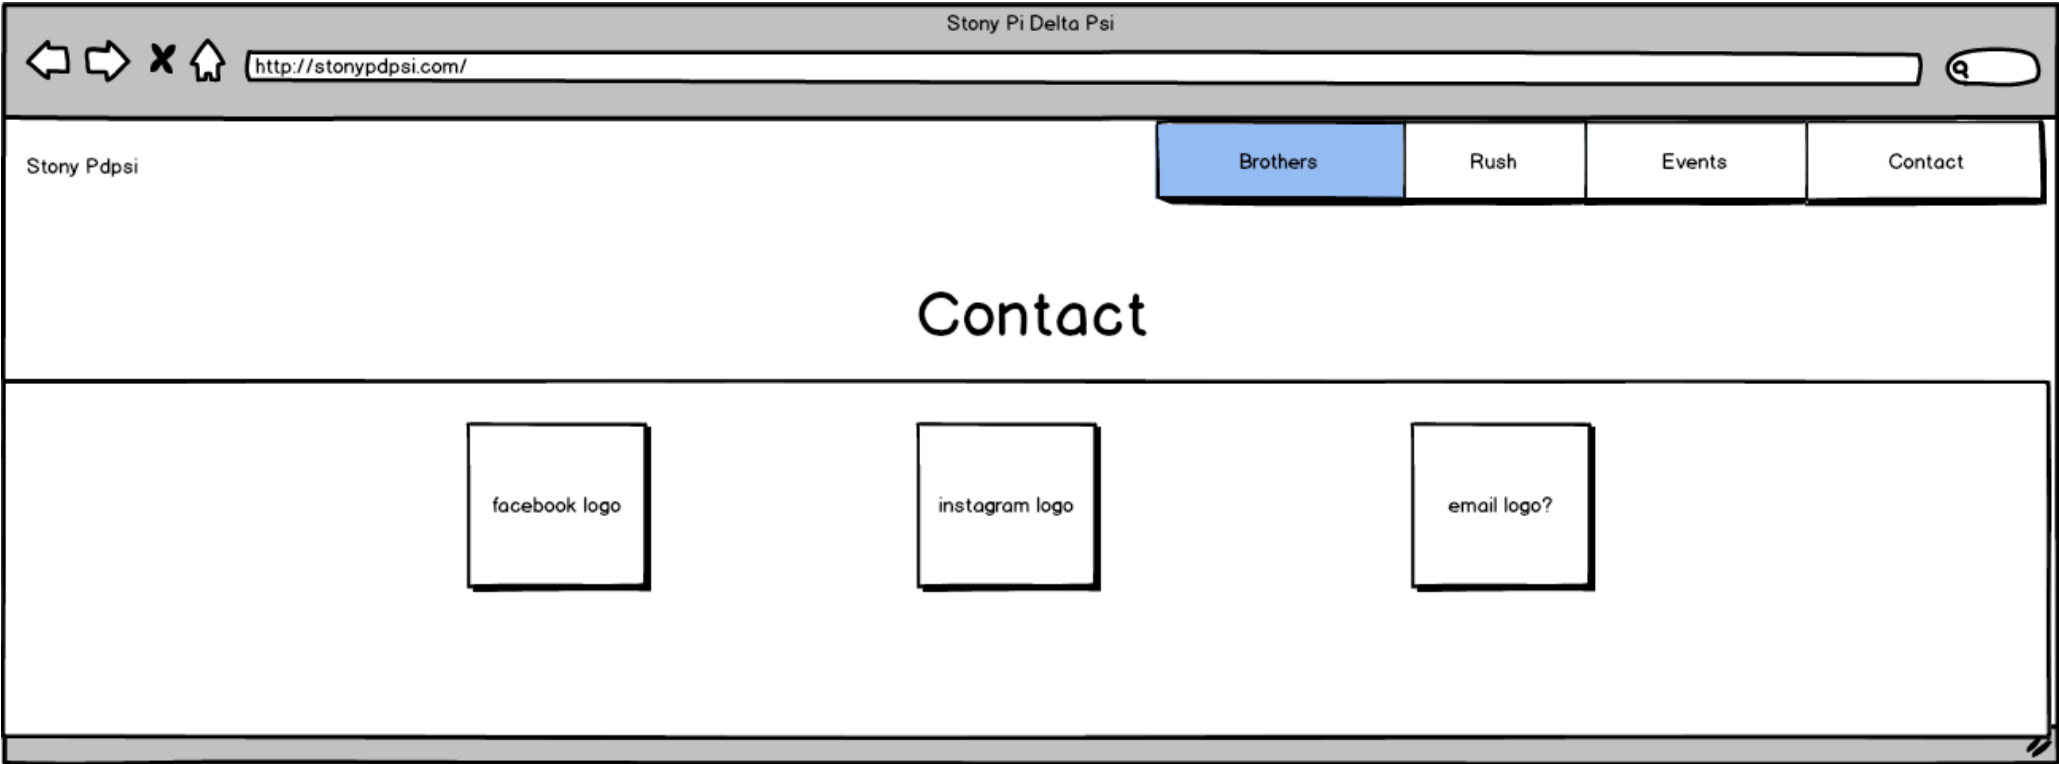 Stony Pi Delta Psi
http://stonypdpsi.com/
Stony Pdpsi
Brothers
Rush
Events
Contact
Contact
facebook logo
instagram logo
email logo?